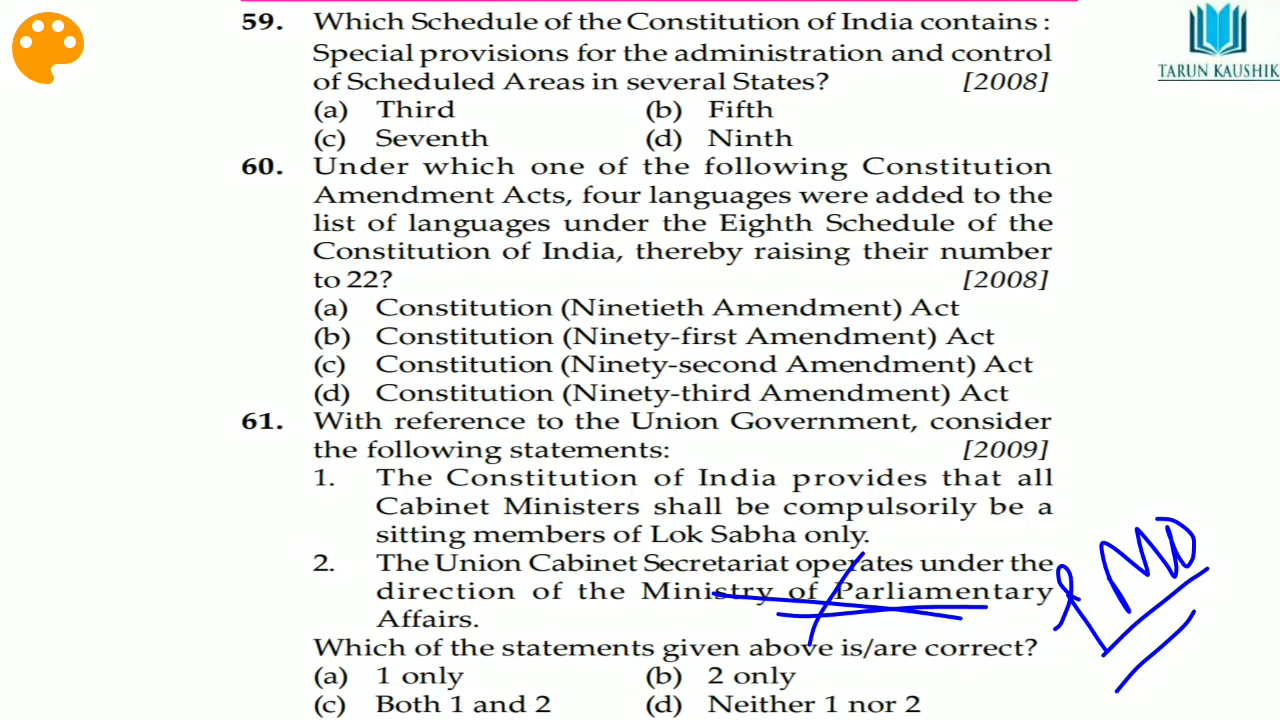 59. Which Schedule of the Constitution of India contains :
Special provisions for the administration and control
of Scheduled Areas in several States? [2008]
(a) Third (b) Fifth
(c) Seventh (d) Ninth
60. Under which one of the following Constitution
Amendment Acts, four languages were added to the
list of languages under the Eighth Schedule of the
Constitution of India, thereby raising their number
to 22? [2008]
(a) Constitution (Ninetieth Amendment) Act
(b) Constitution (Ninety-first Amendment) Act
(c) Constitution (Ninety-second Amendment) Act
(d) Constitution (Ninety-third Amendment) Act
61. With reference to the Union Government, consider
the following statements: [2009]
1. The Constitution of India provides that all
Cabinet Ministers shall be compulsorily be a
sitting members of Lok Sabha only.
2. The Union Cabinet Secretariat operates under the
direction of the Ministry of Parliamentary
Affairs.
Which of the statements given above is/are correct?
(a) 1 only (b) 2 only
(c) Both 1 and 2 (d) Neither 1 nor 2
TARUN KAUSHIK